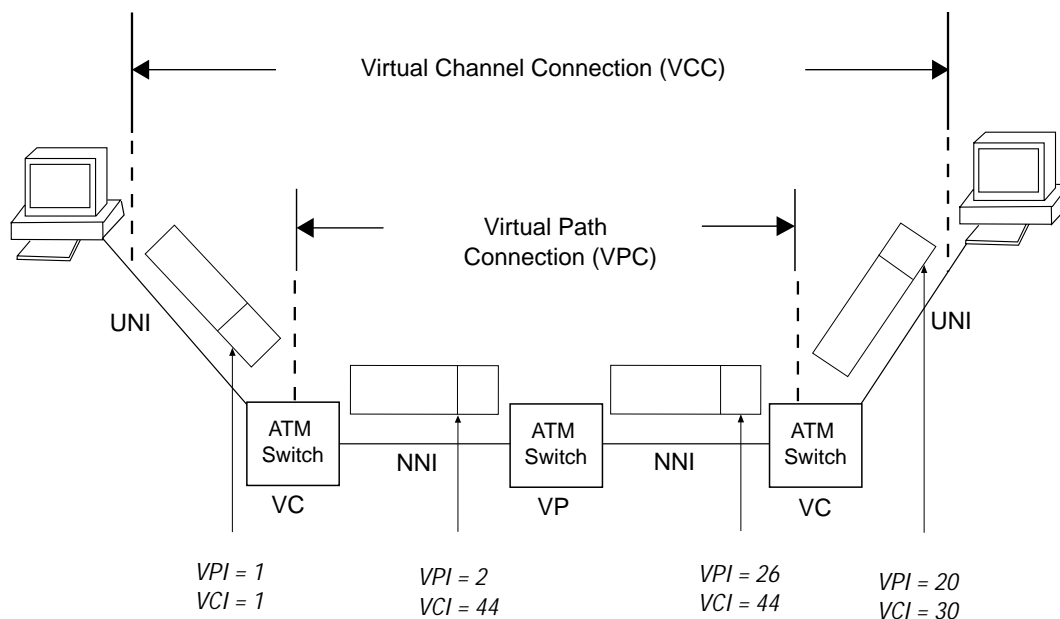 Virtual Channel Connection (VCC)
Virtual Path
Connection (VPC)
UNI
UNI
ATM
Switch
NNI
ATM
Switch
NNI
ATM
Switch
VC
VP
VC
VPI = 1
VCI = 1
VPI = 2
VCI = 44
VPI = 26
VCI = 44
VPI = 20
VCI = 30